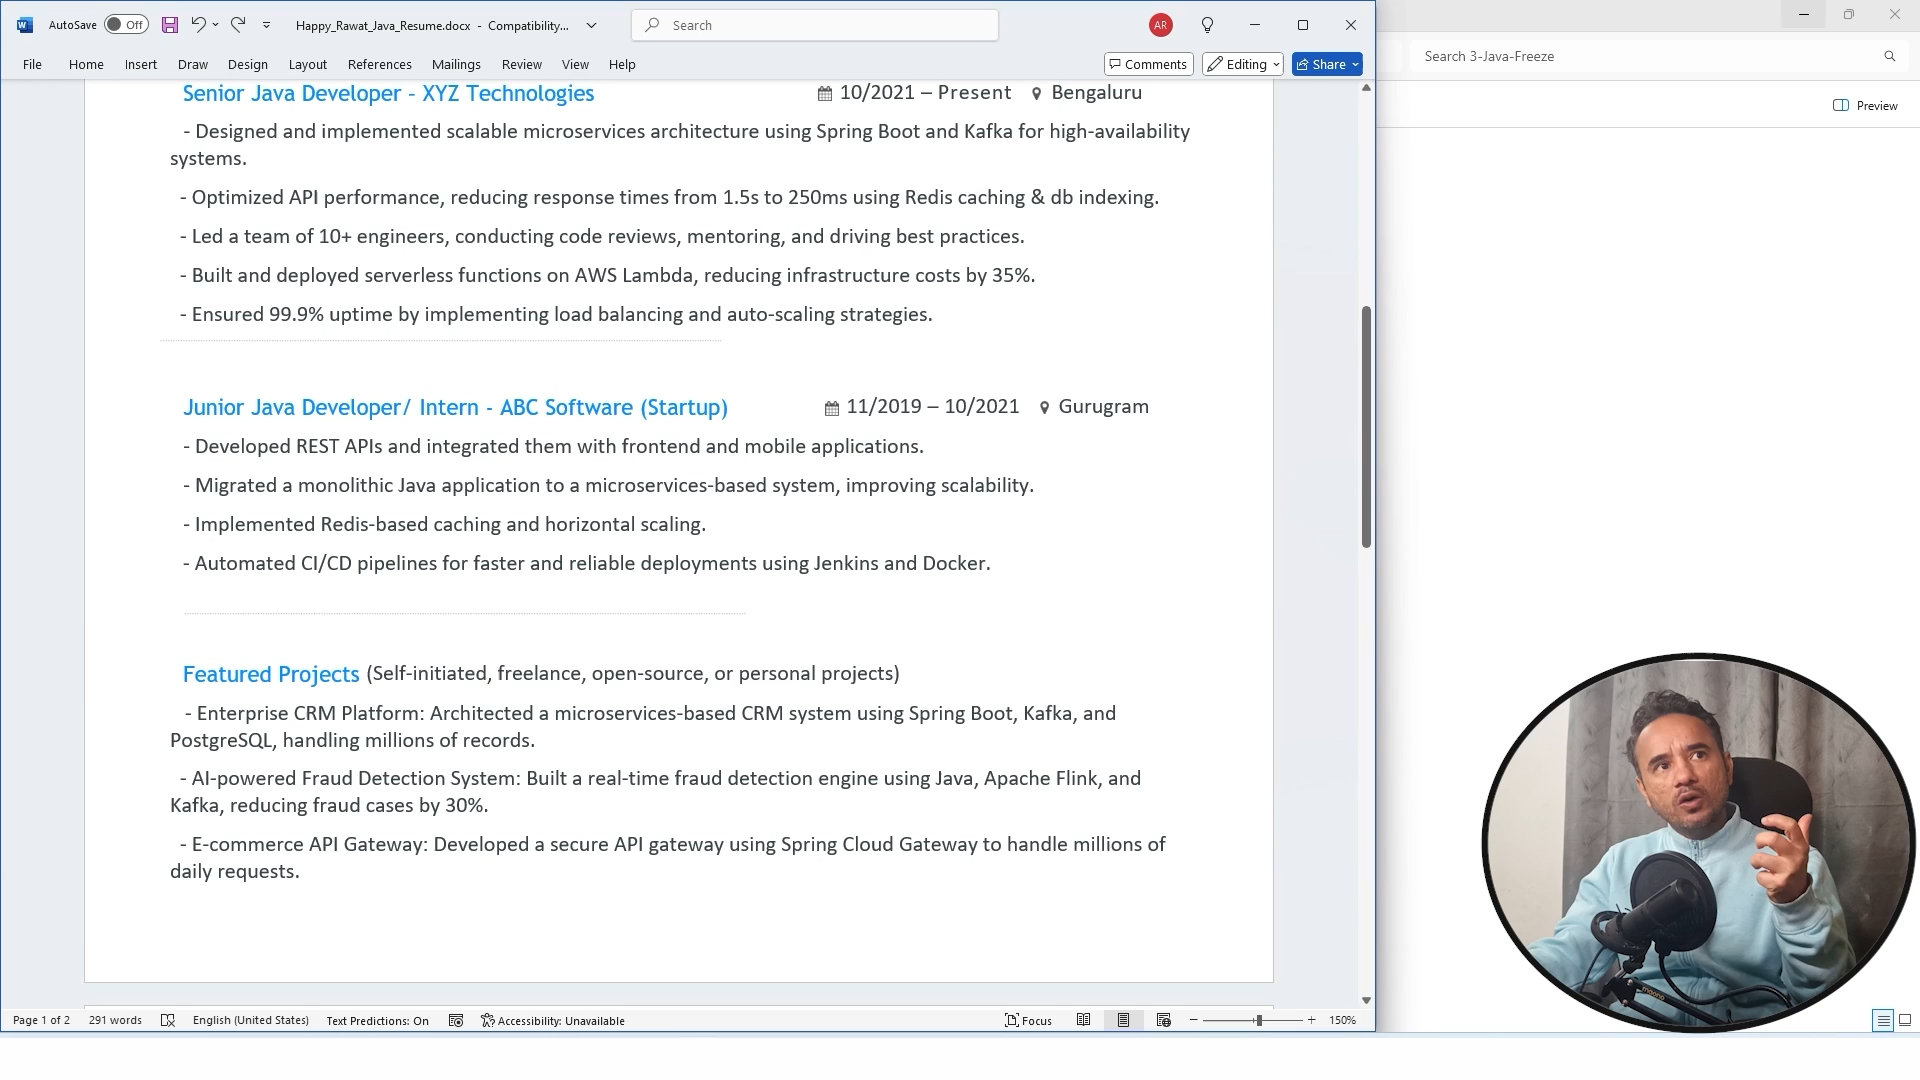 AutoSave Off Happy_Rawat_Java_Resume.docx - Compatibility... Search AR
File Home Insert Draw Design Layout References Mailings Review View Help Comments Editing Share
Search 3-Java-Freeze
Preview
Senior Java Developer - XYZ Technologies 10/2021 – Present Bengaluru
- Designed and implemented scalable microservices architecture using Spring Boot and Kafka for high-availability
systems.
- Optimized API performance, reducing response times from 1.5s to 250ms using Redis caching & db indexing.
- Led a team of 10+ engineers, conducting code reviews, mentoring, and driving best practices.
- Built and deployed serverless functions on AWS Lambda, reducing infrastructure costs by 35%.
- Ensured 99.9% uptime by implementing load balancing and auto-scaling strategies.
Junior Java Developer/ Intern - ABC Software (Startup) 11/2019 – 10/2021 Gurugram
- Developed REST APIs and integrated them with frontend and mobile applications.
- Migrated a monolithic Java application to a microservices-based system, improving scalability.
- Implemented Redis-based caching and horizontal scaling.
- Automated CI/CD pipelines for faster and reliable deployments using Jenkins and Docker.
Featured Projects (Self-initiated, freelance, open-source, or personal projects)
- Enterprise CRM Platform: Architected a microservices-based CRM system using Spring Boot, Kafka, and
PostgreSQL, handling millions of records.
- AI-powered Fraud Detection System: Built a real-time fraud detection engine using Java, Apache Flink, and
Kafka, reducing fraud cases by 30%.
- E-commerce API Gateway: Developed a secure API gateway using Spring Cloud Gateway to handle millions of
daily requests.
maono
Page 1 of 2 291 words English (United States) Text Predictions: On Accessibility: Unavailable Focus 150%